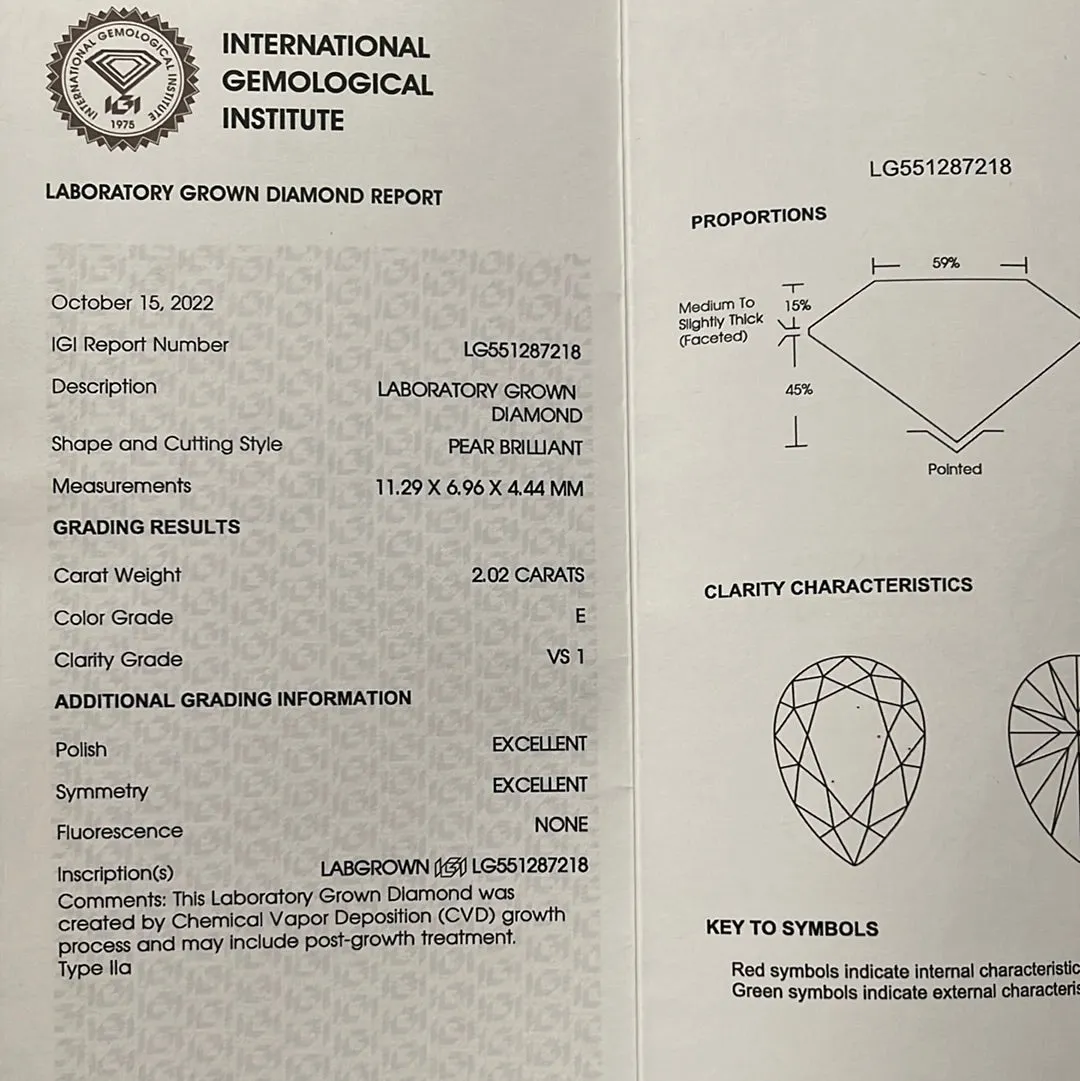 INTERNATIONAL GEMOLOGICAL INSTITUTE
IGI
1975
INTERNATIONAL
GEMOLOGICAL
INSTITUTE
LABORATORY GROWN DIAMOND REPORT
October 15, 2022
IGI Report Number LG551287218
Description LABORATORY GROWN
DIAMOND
Shape and Cutting Style PEAR BRILLIANT
Measurements 11.29 X 6.96 X 4.44 MM
GRADING RESULTS
Carat Weight 2.02 CARATS
Color Grade E
Clarity Grade VS 1
ADDITIONAL GRADING INFORMATION
Polish EXCELLENT
Symmetry EXCELLENT
Fluorescence NONE
Inscription(s) LABGROWN IGI LG551287218
Comments: This Laboratory Grown Diamond was
created by Chemical Vapor Deposition (CVD) growth
process and may include post-growth treatment.
Type IIa
LG551287218
PROPORTIONS
59%
Medium To
Slightly Thick
(Faceted)
15%
45%
Pointed
CLARITY CHARACTERISTICS
KEY TO SYMBOLS
Red symbols indicate internal characteristic
Green symbols indicate external characteris